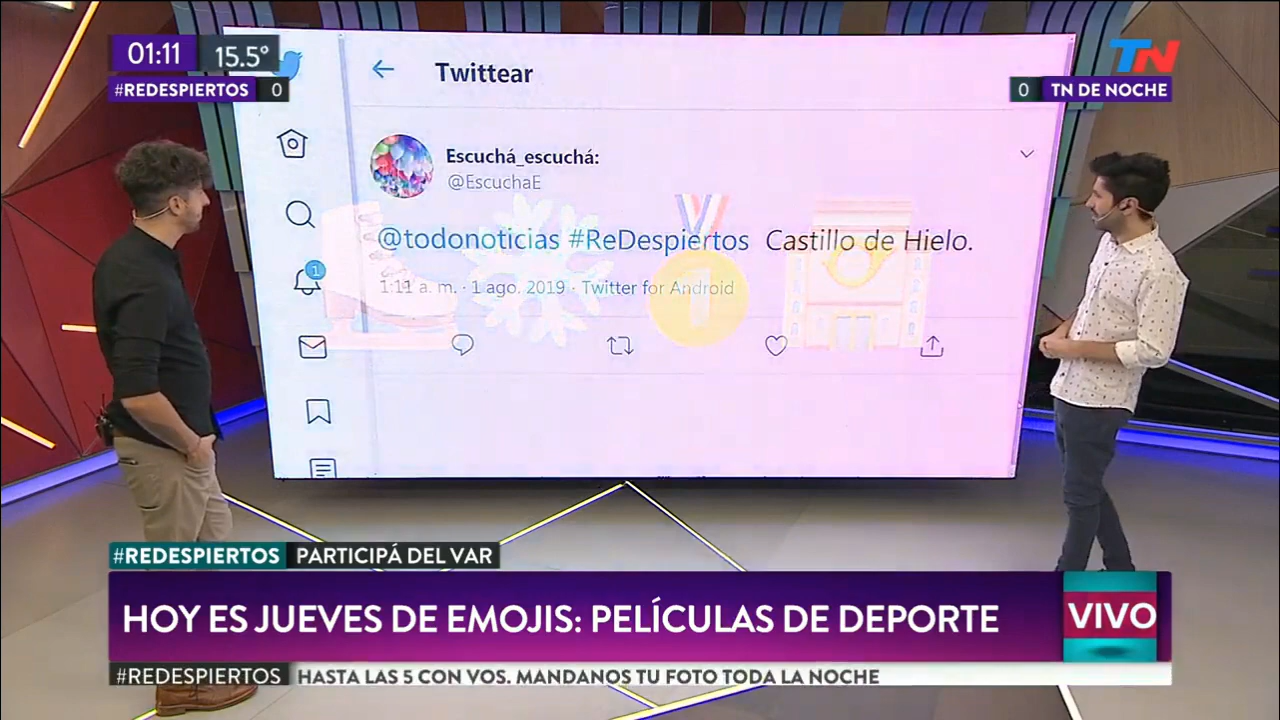 01:11
15.5°
#REDESPIERTOS 0
TN
0 TN DE NOCHE
Twittear
Escuchá_escuchá:
@EscuchaE
@todonoticias #ReDespiertos Castillo de Hielo.
1:11 a. m. · 1 ago. 2019 · Twitter for Android
1
1
#REDESPIERTOS PARTICIPÁ DEL VAR
HOY ES JUEVES DE EMOJIS: PELÍCULAS DE DEPORTE
VIVO
#REDESPIERTOS HASTA LAS 5 CON VOS. MANDANOS TU FOTO TODA LA NOCHE